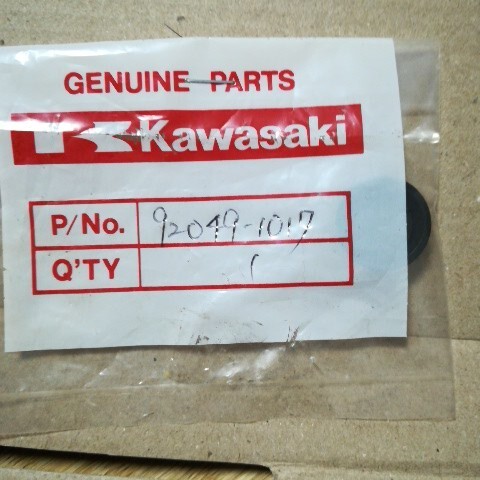 GENUINE PARTS
Kawasaki
P/No. 92049-1017
Q'TY 1